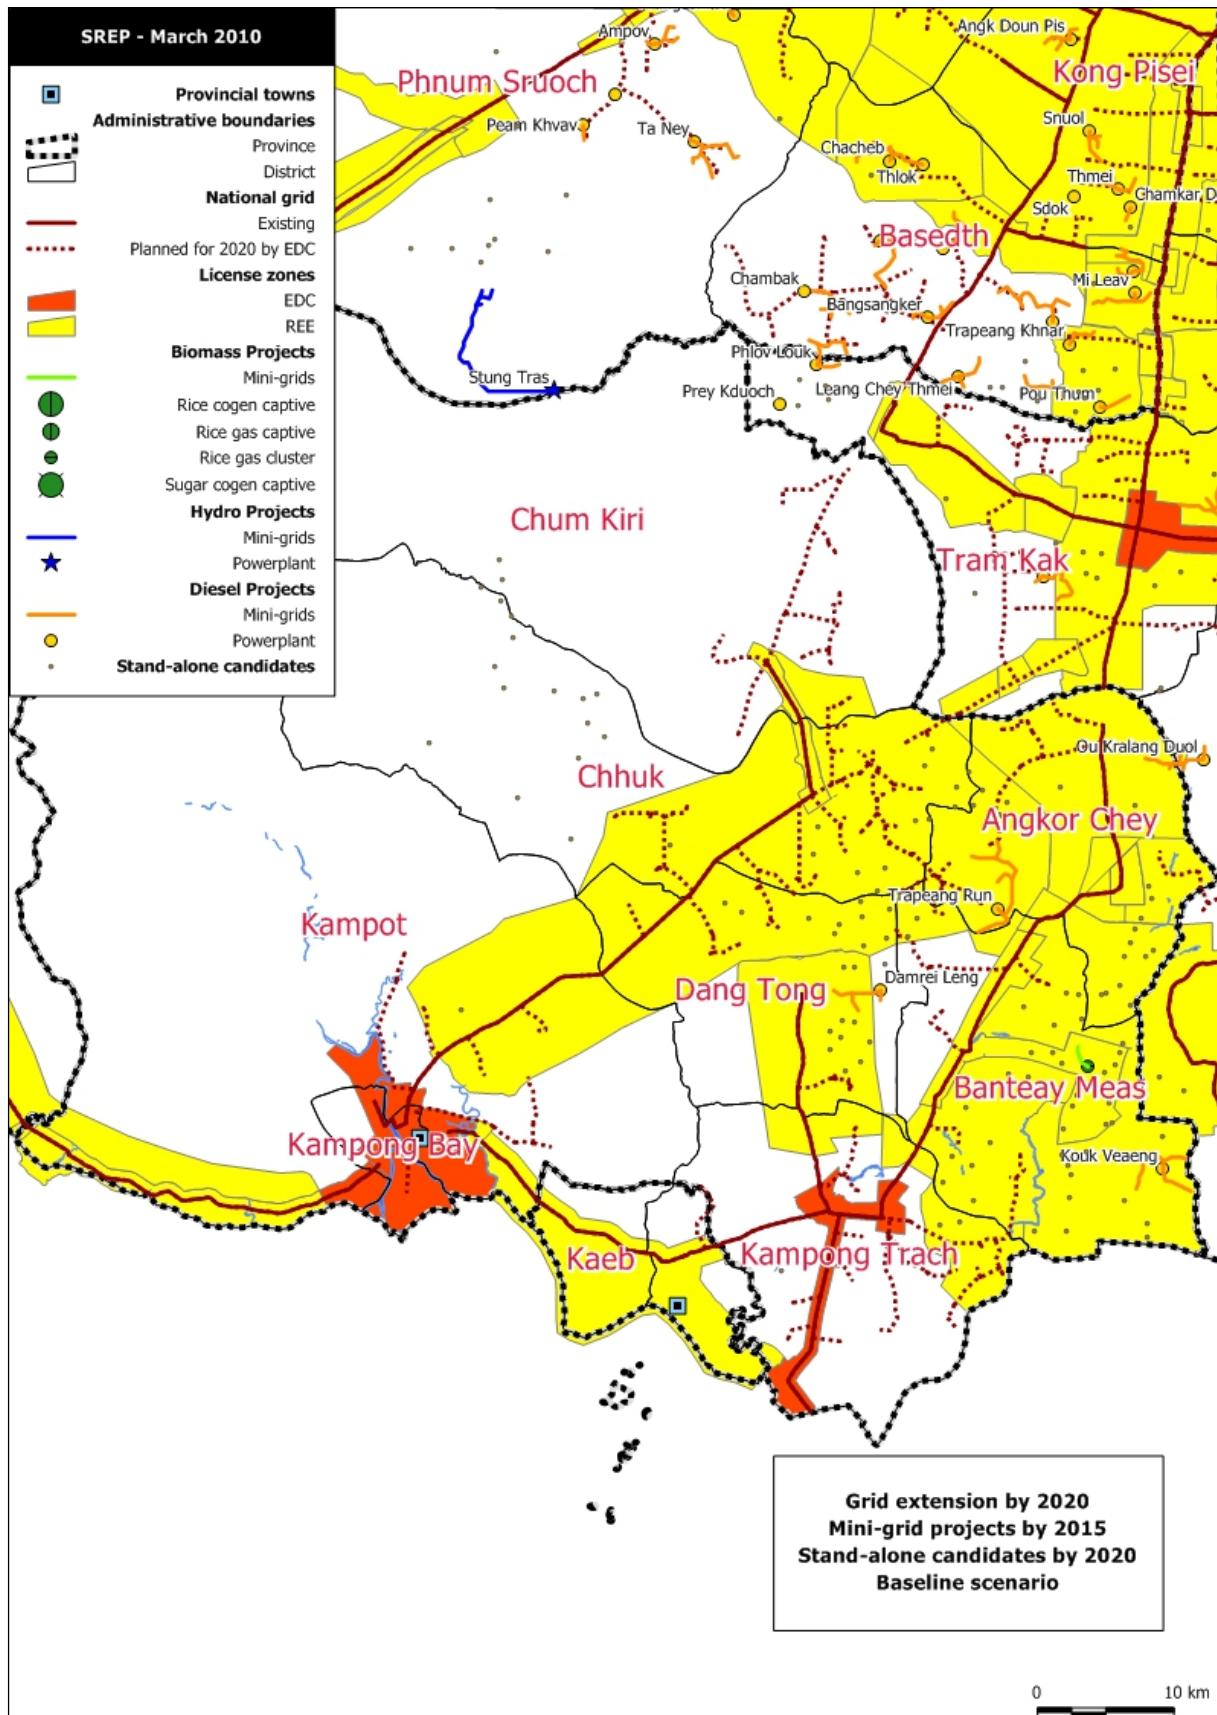 SREP - March 2010
Provincial towns
Administrative boundaries
Province
District
National grid
Existing
Planned for 2020 by EDC
License zones
EDC
REE
Biomass Projects
Mini-grids
Rice cogen captive
Rice gas captive
Rice gas cluster
Sugar cogen captive
Hydro Projects
Mini-grids
Powerplant
Diesel Projects
Mini-grids
Powerplant
Stand-alone candidates
Ampov
Angk Doun Pis
Phnum Sruoch
Kong Pisei
Peam Khvav
Ta Ney
Snuol
Chacheb
Thlok
Thmei
Sdok
Basedth
Chambak
Mi Leav
Bangsangker
Trapeang Khnar
Phlov Louk
Stung Tras
Prey Kduoch
Leang Chey Thmei
Pou Thum
Chum Kiri
Tram Kak
Ou Kralang Duol
Chhuk
Angkor Chey
Trapeang Run
Kampot
Damrei Leng
Dang Tong
Banteay Meas
Kampong Bay
Kouk Veaeng
Kaeb
Kampong Trach
Grid extension by 2020
Mini-grid projects by 2015
Stand-alone candidates by 2020
Baseline scenario
0 10 km